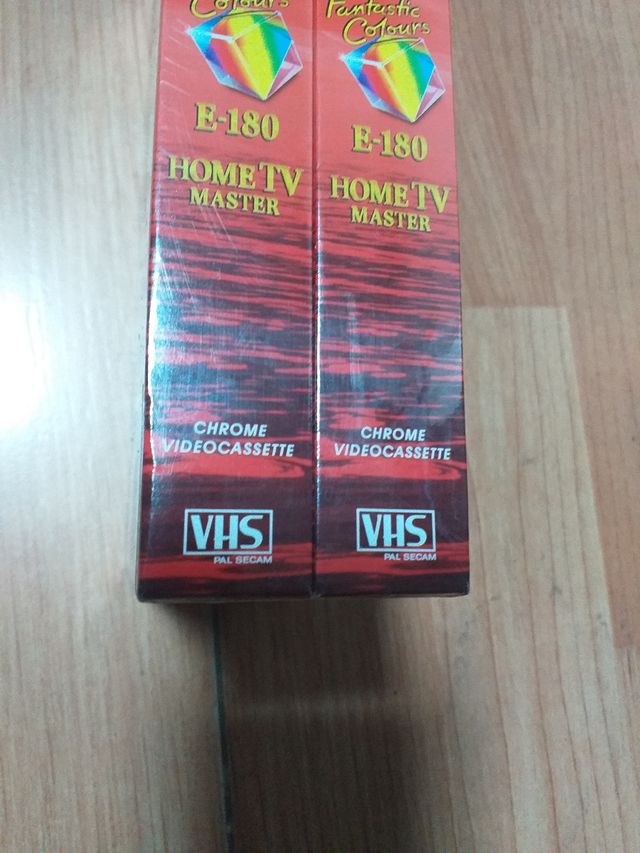 Colours
E-180
HOME TV
MASTER
CHROME
VIDEOCASSETTE
VHS
PAL SECAM
Fantastic
Colours
E-180
HOME TV
MASTER
CHROME
VIDEOCASSETTE
VHS
PAL SECAM